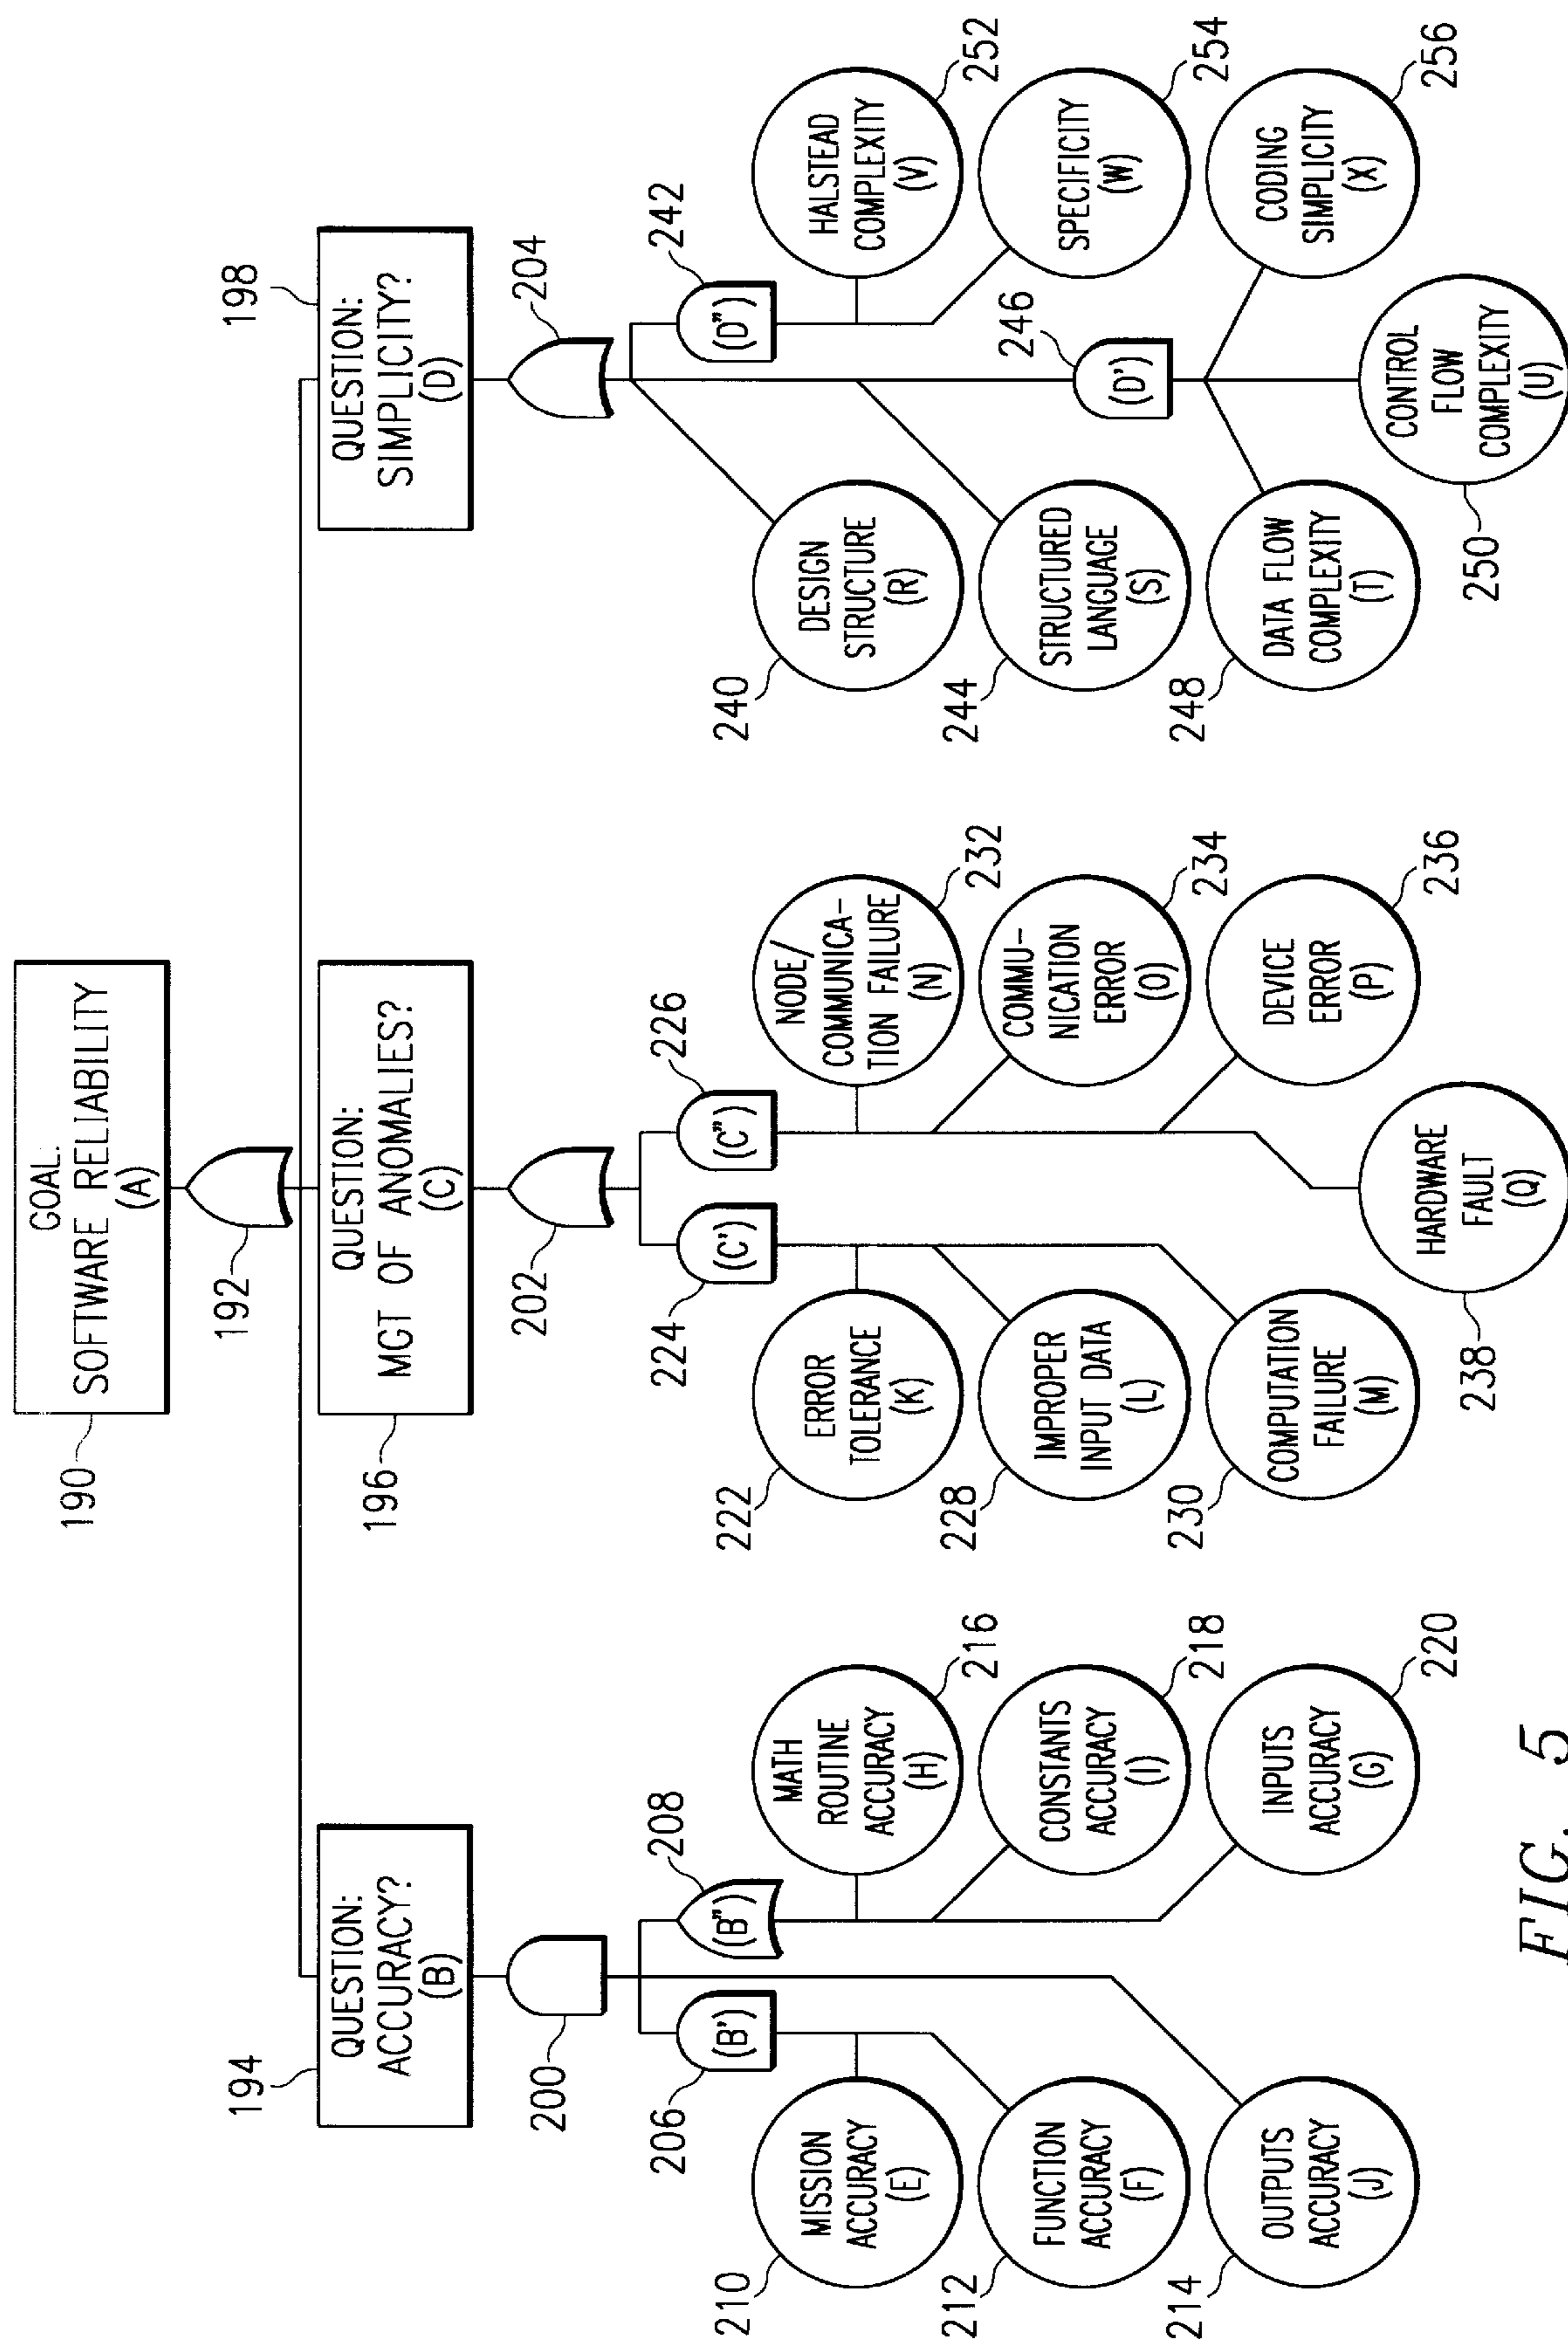 190
GOAL:
SOFTWARE RELIABILITY
(A)
192
194
QUESTION:
ACCURACY?
(B)
196
QUESTION:
MGT OF ANOMALIES?
(C)
198
QUESTION:
SIMPLICITY?
(D)
200
202
204
206
(B')
(B")
208
224
(C')
(C")
226
(D")
242
210
MISSION
ACCURACY
(E)
MATH
ROUTINE
ACCURACY
(H)
216
222
ERROR
TOLERANCE
(K)
NODE/
COMMUNICA-
TION FAILURE
(N)
232
240
DESIGN
STRUCTURE
(R)
HALSTEAD
COMPLEXITY
(V)
252
212
FUNCTION
ACCURACY
(F)
CONSTANTS
ACCURACY
(I)
218
228
IMPROPER
INPUT DATA
(L)
COMMU-
NICATION
ERROR
(O)
234
244
STRUCTURED
LANGUAGE
(S)
246
(D')
SPECIFICITY
(W)
254
214
OUTPUTS
ACCURACY
(J)
INPUTS
ACCURACY
(G)
220
230
COMPUTATION
FAILURE
(M)
DEVICE
ERROR
(P)
236
248
DATA FLOW
COMPLEXITY
(T)
CODING
SIMPLICITY
(X)
256
238
HARDWARE
FAULT
(Q)
250
CONTROL
FLOW
COMPLEXITY
(U)
FIG. 5